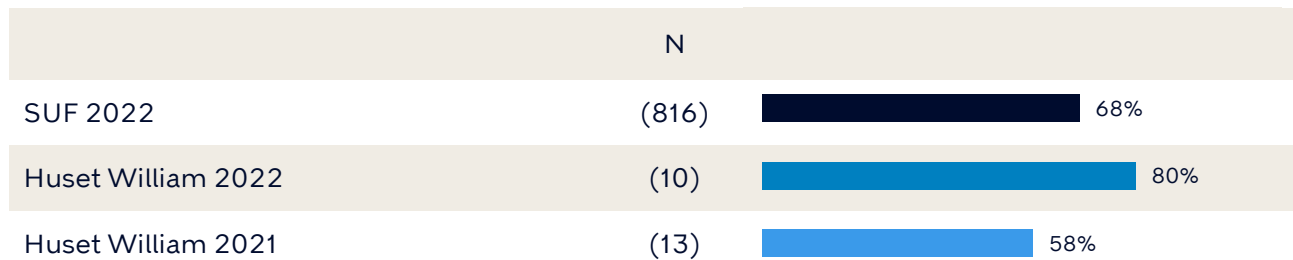 N
SUF 2022 (816) 68%
Huset William 2022 (10) 80%
Huset William 2021 (13) 58%